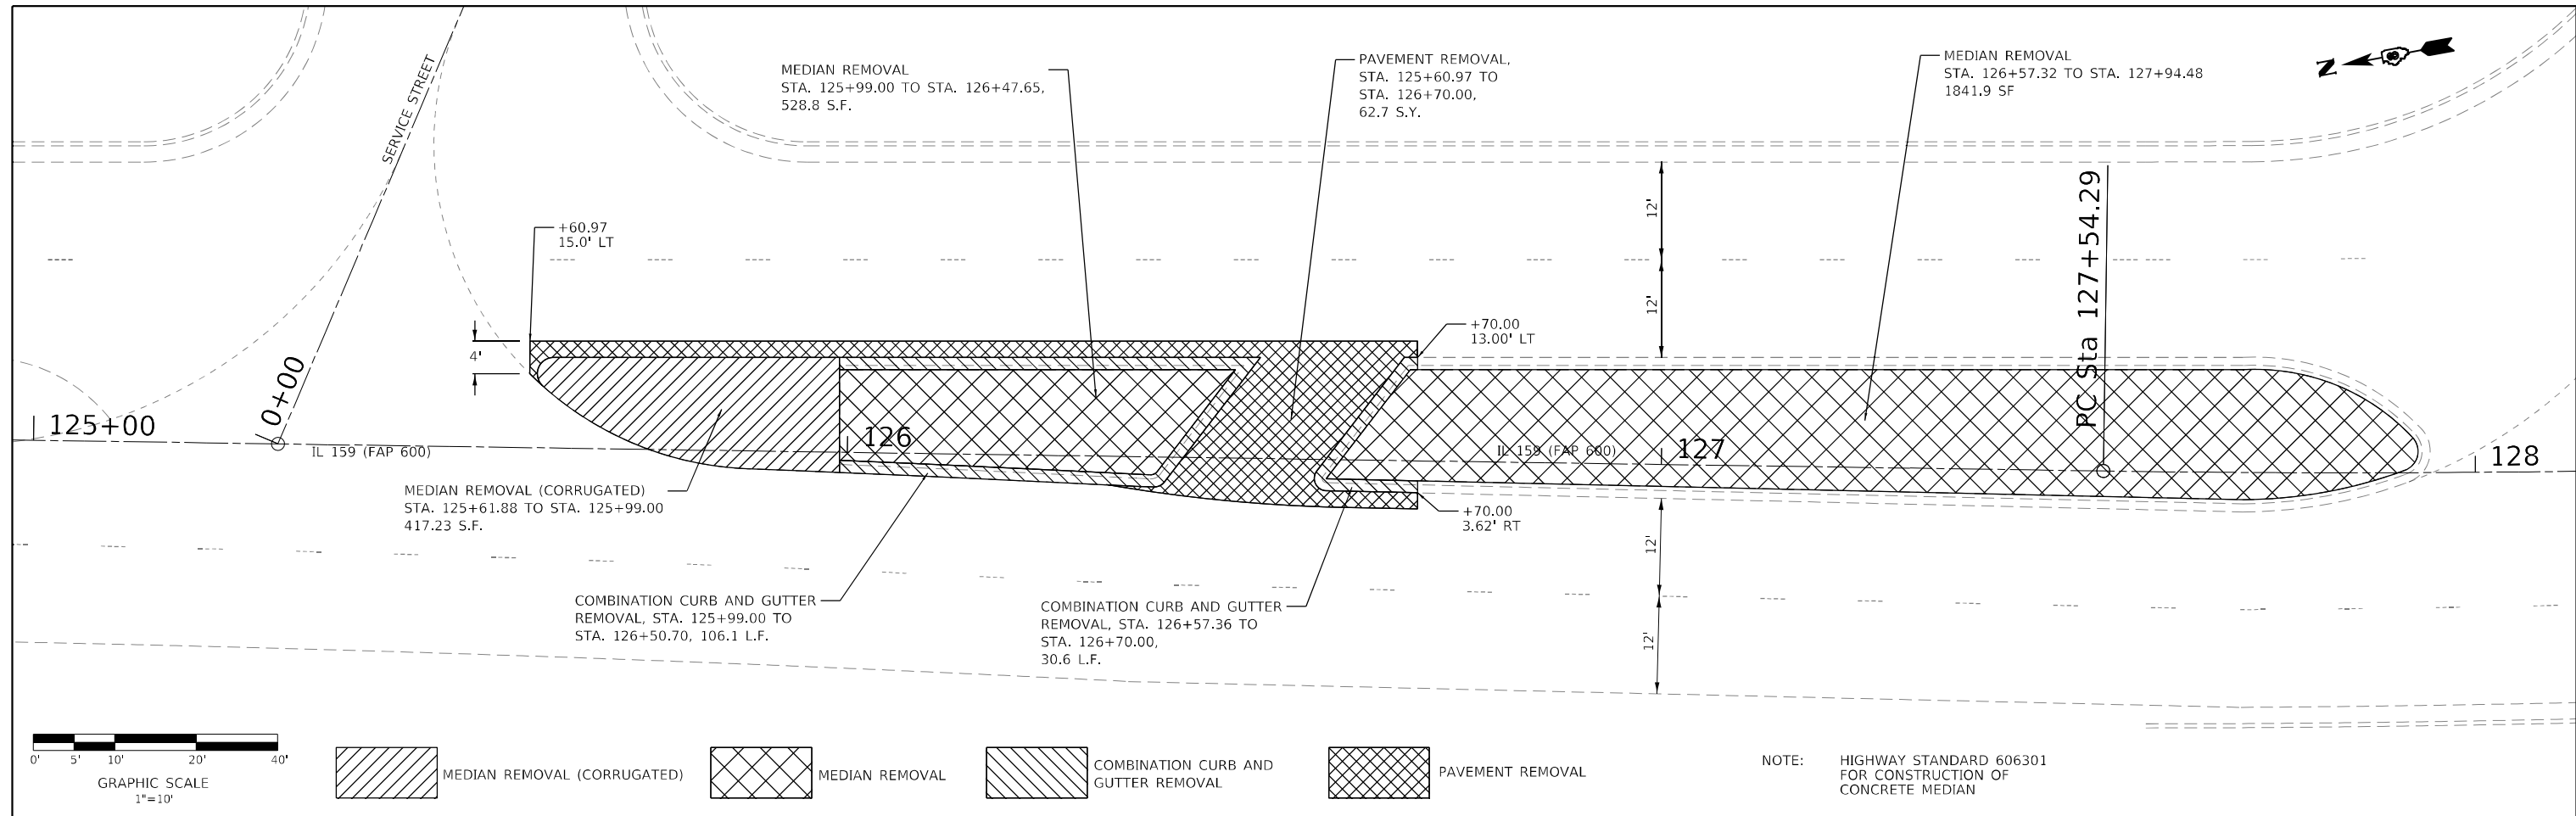 SERVICE STREET
MEDIAN REMOVAL
STA. 125+99.00 TO STA. 126+47.65,
528.8 S.F.
PAVEMENT REMOVAL,
STA. 125+60.97 TO
STA. 126+70.00,
62.7 S.Y.
MEDIAN REMOVAL
STA. 126+57.32 TO STA. 127+94.48
1841.9 SF
N
12'
12'
PC Sta 127+54.29
+60.97
15.0' LT
4'
+70.00
13.00' LT
0+00
125+00
IL 159 (FAP 600)
126
IL 159 (FAP 600)
127
128
MEDIAN REMOVAL (CORRUGATED)
STA. 125+61.88 TO STA. 125+99.00
417.23 S.F.
+70.00
3.62' RT
12'
12'
COMBINATION CURB AND GUTTER
REMOVAL, STA. 125+99.00 TO
STA. 126+50.70, 106.1 L.F.
COMBINATION CURB AND GUTTER
REMOVAL, STA. 126+57.36 TO
STA. 126+70.00,
30.6 L.F.
0' 5' 10' 20' 40'
GRAPHIC SCALE
1"=10'
MEDIAN REMOVAL (CORRUGATED)
MEDIAN REMOVAL
COMBINATION CURB AND
GUTTER REMOVAL
PAVEMENT REMOVAL
NOTE: HIGHWAY STANDARD 606301
FOR CONSTRUCTION OF
CONCRETE MEDIAN